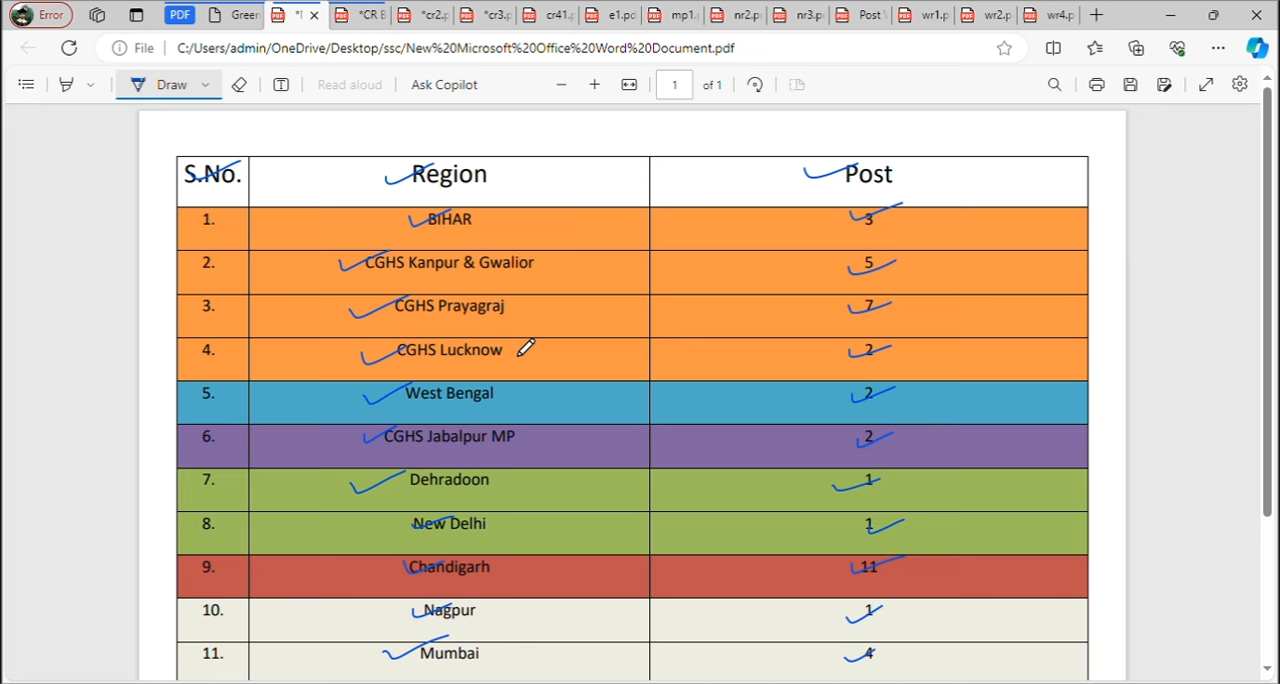 Error
PDF
Green
*I
*CR B
*cr2.p
*cr3.p
cr41.p
e1.pd
mp1.p
nr2.p
nr3.p
Post
wr1.p
wr2.p
wr4.p
File
C:/Users/admin/OneDrive/Desktop/ssc/New%20Microsoft%20Office%20Word%20Document.pdf
Draw
Read aloud
Ask Copilot
1
of 1
S.No. Region Post
1. BIHAR 3
2. CGHS Kanpur & Gwalior 5
3. CGHS Prayagraj 7
4. CGHS Lucknow 2
5. West Bengal 2
6. CGHS Jabalpur MP 2
7. Dehradoon 1
8. New Delhi 1
9. Chandigarh 11
10. Nagpur 1
11. Mumbai 4